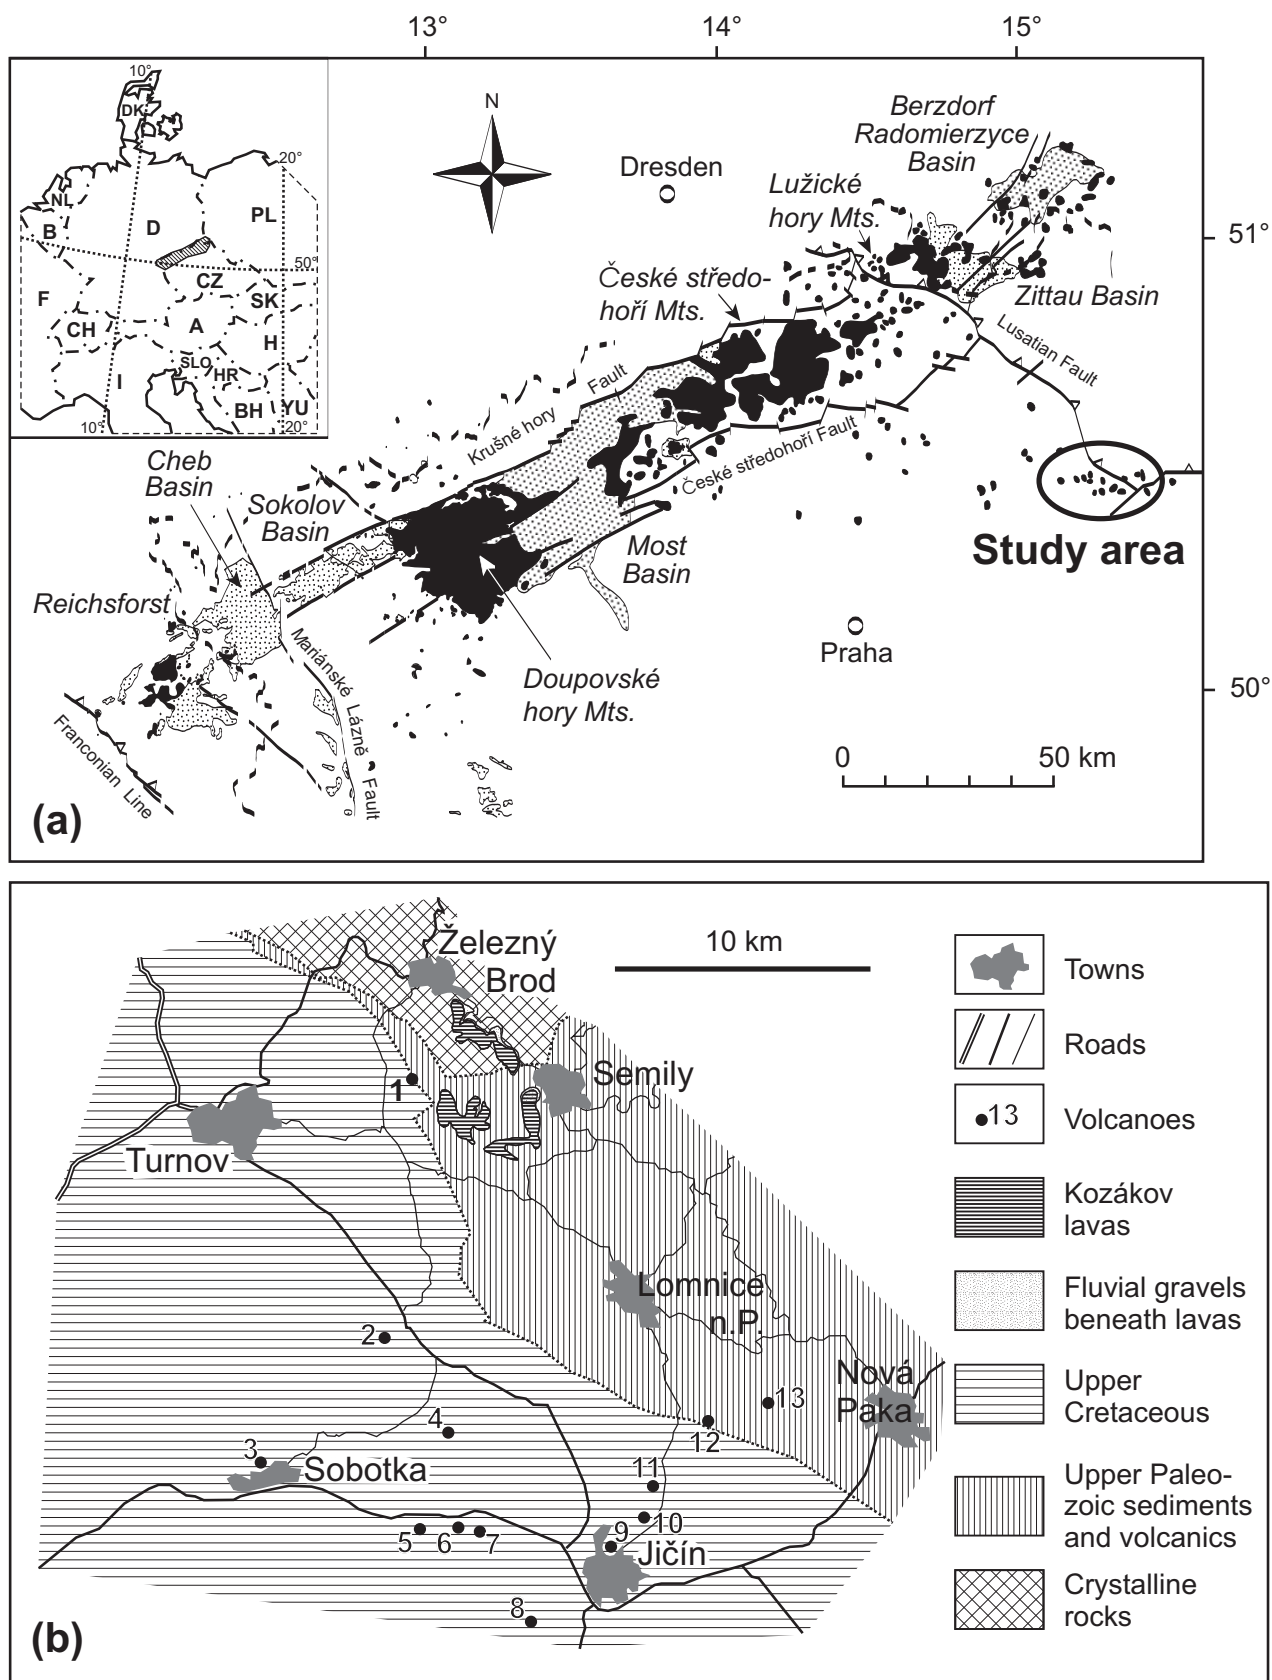 13°
14°
15°
10°
DK
20°
NL
B
D
PL
50°
F
CZ
SK
CH
A
H
SLO
HR
I
BH
YU
10°
20°
N
Dresden
Berzdorf
Radomierzyce
Basin
Lužické
hory Mts.
51°
České středo-
hoří Mts.
Zittau Basin
Lusatian Fault
Krušné hory Fault
České středohoří Fault
Cheb
Basin
Sokolov
Basin
Most
Basin
Study area
Reichsforst
Mariánské Lázně Fault
Doupovské
hory Mts.
Praha
50°
Franconian Line
0
50 km
(a)
Železný
Brod
10 km
Towns
Roads
1
Semily
13
Volcanoes
Turnov
Kozákov
lavas
Lomnice
n.P.
Fluvial gravels
beneath lavas
2
Nová
Paka
Upper
Cretaceous
13
4
12
3
Sobotka
11
Upper Paleo-
zoic sediments
and volcanics
5
6
7
9
10
Jičín
8
Crystalline
rocks
(b)